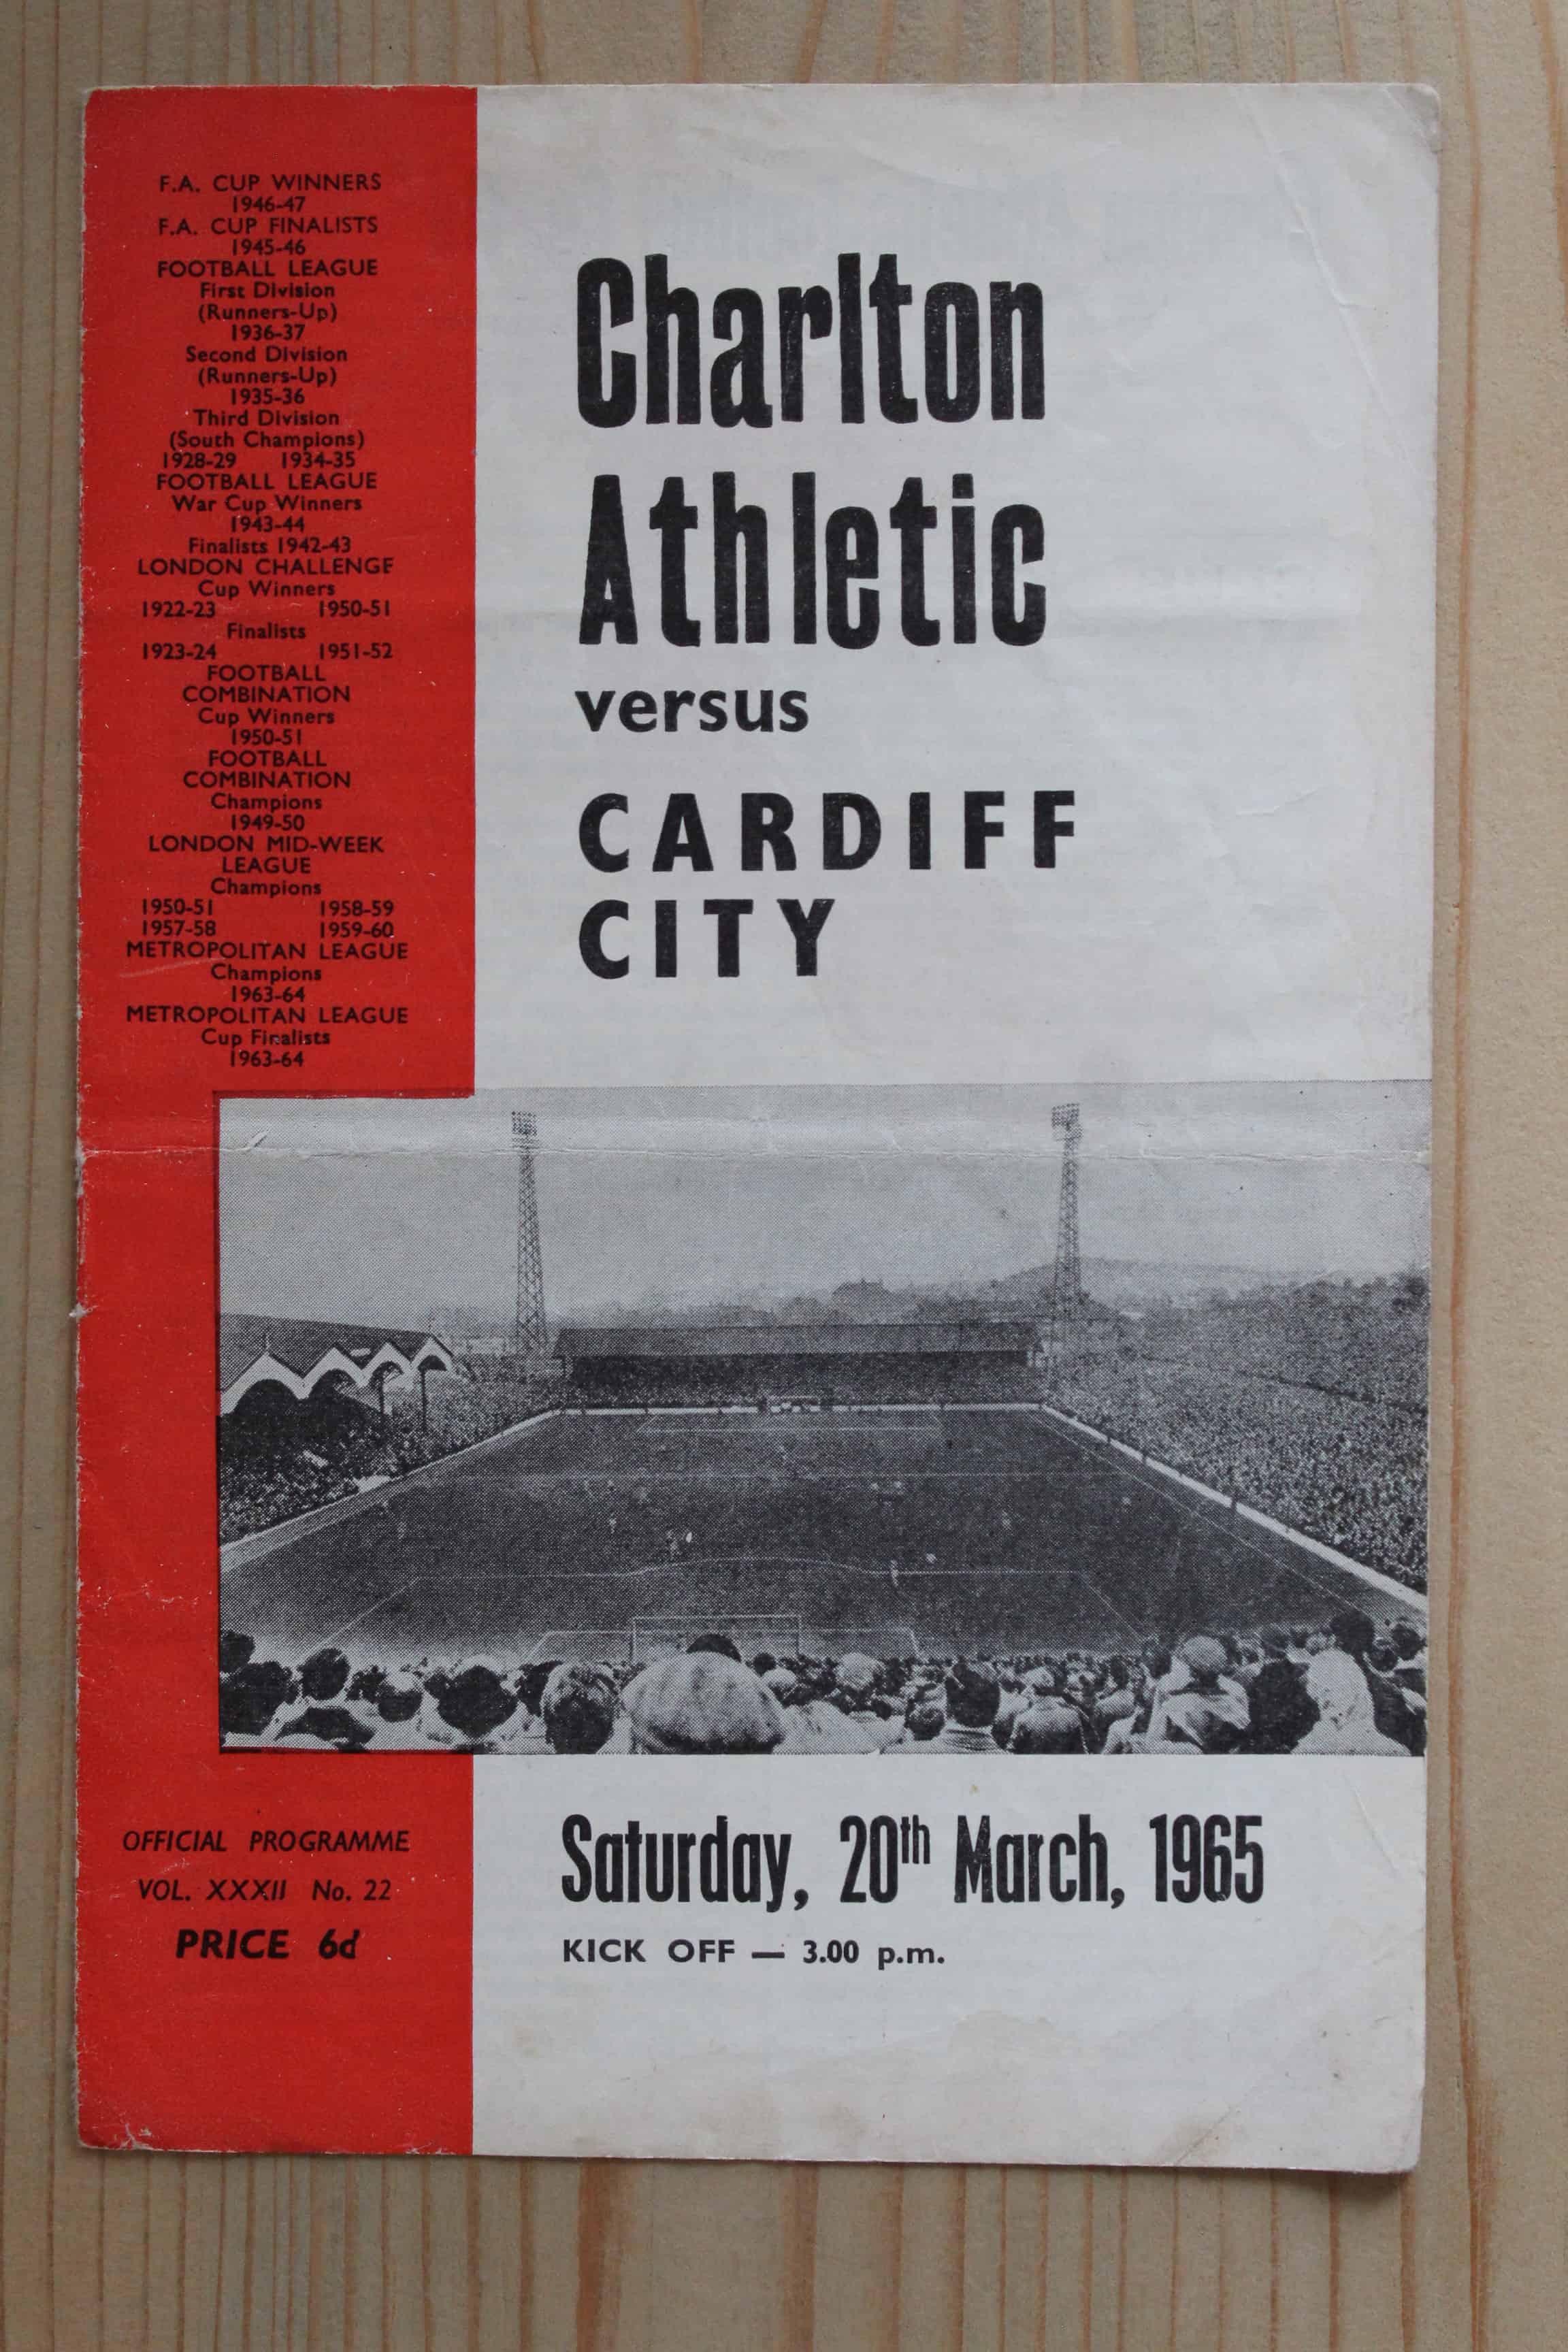 F.A. CUP WINNERS
1946-47
F.A. CUP FINALISTS
1945-46
FOOTBALL LEAGUE
First Division
(Runners-Up)
1936-37
Second Division
(Runners-Up)
1935-36
Third Division
(South Champions)
1928-29 1934-35
FOOTBALL LEAGUE
War Cup Winners
1943-44
Finalists 1942-43
LONDON CHALLENGE
Cup Winners
1922-23 1950-51
Finalists
1923-24 1951-52
FOOTBALL
COMBINATION
Cup Winners
1950-51
FOOTBALL
COMBINATION
Champions
1949-50
LONDON MID-WEEK
LEAGUE
Champions
1950-51 1958-59
1957-58 1959-60
METROPOLITAN LEAGUE
Champions
1963-64
METROPOLITAN LEAGUE
Cup Finalists
1963-64
Charlton
Athletic
versus
CARDIFF
CITY
OFFICIAL PROGRAMME
VOL. XXXII No. 22
PRICE 6d
Saturday, 20th March, 1965
KICK OFF — 3.00 p.m.